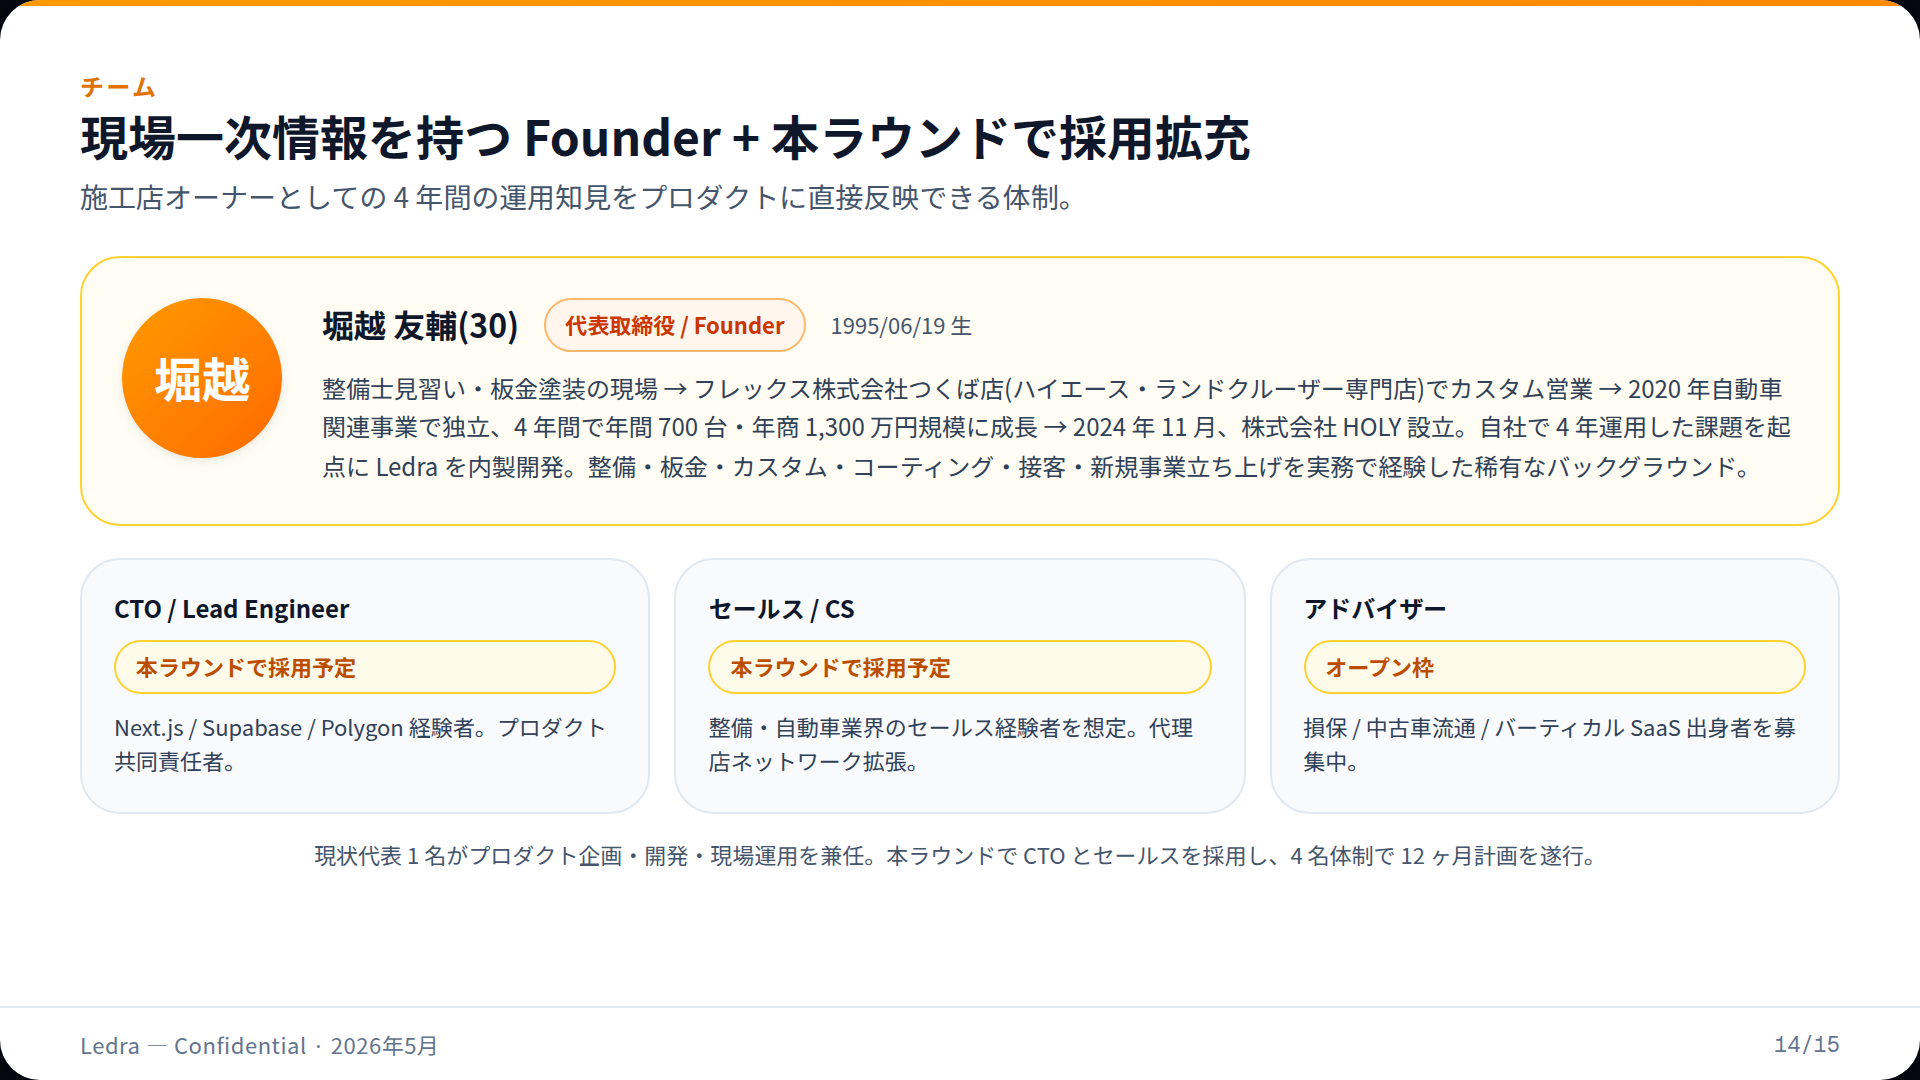 チーム
現場一次情報を持つ Founder + 本ラウンドで採用拡充
施工店オーナーとしての 4 年間の運用知見をプロダクトに直接反映できる体制。
堀越
堀越 友輔(30)
代表取締役 / Founder
1995/06/19 生
整備士見習い・板金塗装の現場 → フレックス株式会社つくば店(ハイエース・ランドクルーザー専門店)でカスタム営業 → 2020 年自動車
関連事業で独立、4 年間で年間 700 台・年商 1,300 万円規模に成長 → 2024 年 11 月、株式会社 HOLY 設立。自社で 4 年運用した課題を起
点に Ledra を内製開発。整備・板金・カスタム・コーティング・接客・新規事業立ち上げを実務で経験した稀有なバックグラウンド。
CTO / Lead Engineer
本ラウンドで採用予定
Next.js / Supabase / Polygon 経験者。プロダクト
共同責任者。
セールス / CS
本ラウンドで採用予定
整備・自動車業界のセールス経験者を想定。代理
店ネットワーク拡張。
アドバイザー
オープン枠
損保 / 中古車流通 / バーティカル SaaS 出身者を募
集中。
現状代表 1 名がプロダクト企画・開発・現場運用を兼任。本ラウンドで CTO とセールスを採用し、4 名体制で 12 ヶ月計画を遂行。
Ledra — Confidential · 2026年5月
14/15